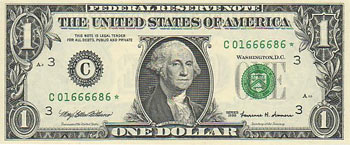 FEDERAL RESERVE NOTE
THE UNITED STATES OF AMERICA
THIS NOTE IS LEGAL TENDER
FOR ALL DEBTS, PUBLIC AND PRIVATE
C 01666686 *
WASHINGTON, D.C.
1
1
3
3
C
C 01666686 *
3
3
SERIES
1
ONE DOLLAR
1